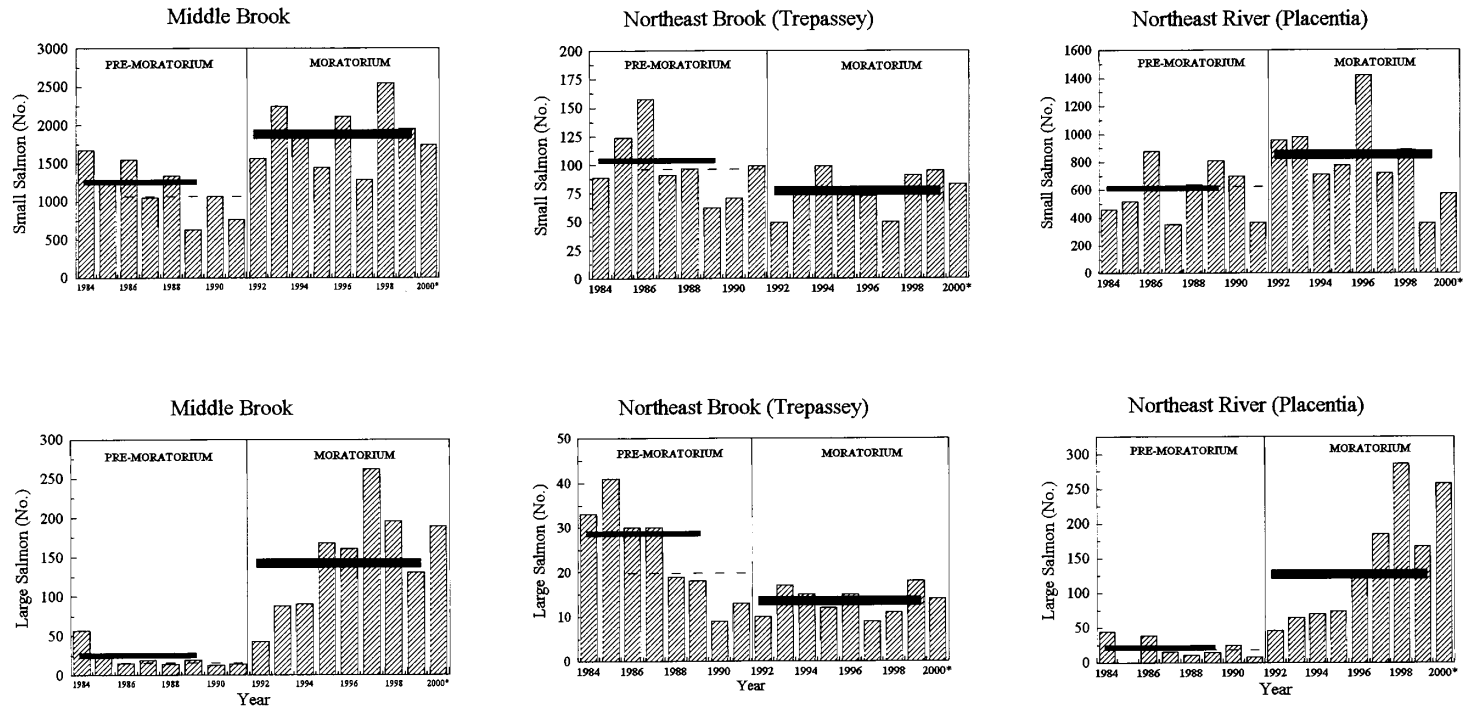 Middle Brook
Northeast Brook (Trepassey)
Northeast River (Placentia)
Small Salmon (No.)
3000
2500
2000
1500
1000
500
0
PRE-MORATORIUM
MORATORIUM
1984 1986 1988 1990 1992 1994 1996 1998 2000*
Small Salmon (No.)
200
175
150
125
100
75
50
25
0
PRE-MORATORIUM
MORATORIUM
1984 1986 1988 1990 1992 1994 1996 1998 2000*
Small Salmon (No.)
1600
1400
1200
1000
800
600
400
200
0
PRE-MORATORIUM
MORATORIUM
1984 1986 1988 1990 1992 1994 1996 1998 2000*
Middle Brook
Northeast Brook (Trepassey)
Northeast River (Placentia)
Large Salmon (No.)
300
250
200
150
100
50
0
PRE-MORATORIUM
MORATORIUM
1984 1986 1988 1990 1992 1994 1996 1998 2000*
Year
Large Salmon (No.)
50
40
30
20
10
0
PRE-MORATORIUM
MORATORIUM
1984 1986 1988 1990 1992 1994 1996 1998 2000*
Year
Large Salmon (No.)
300
250
200
150
100
50
0
PRE-MORATORIUM
MORATORIUM
1984 1986 1988 1990 1992 1994 1996 1998 2000*
Year